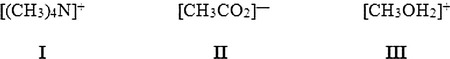 [(CH₃)₄N]⁺ [CH₃CO₂]⁻ [CH₃OH₂]⁺
I II III